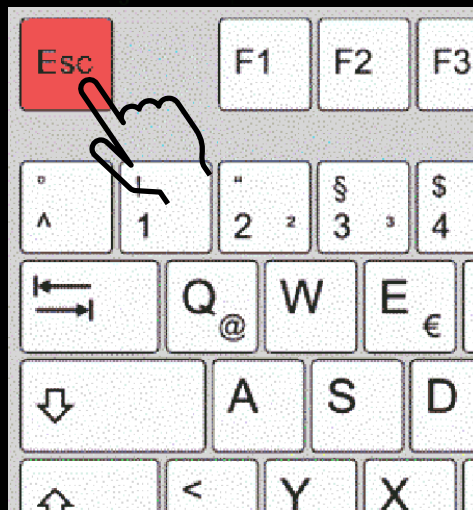 Esc F1 F2 F3
° ! " § $
^ 1 2 ² 3 ³ 4
Q @ W E €
A S D
< Y X